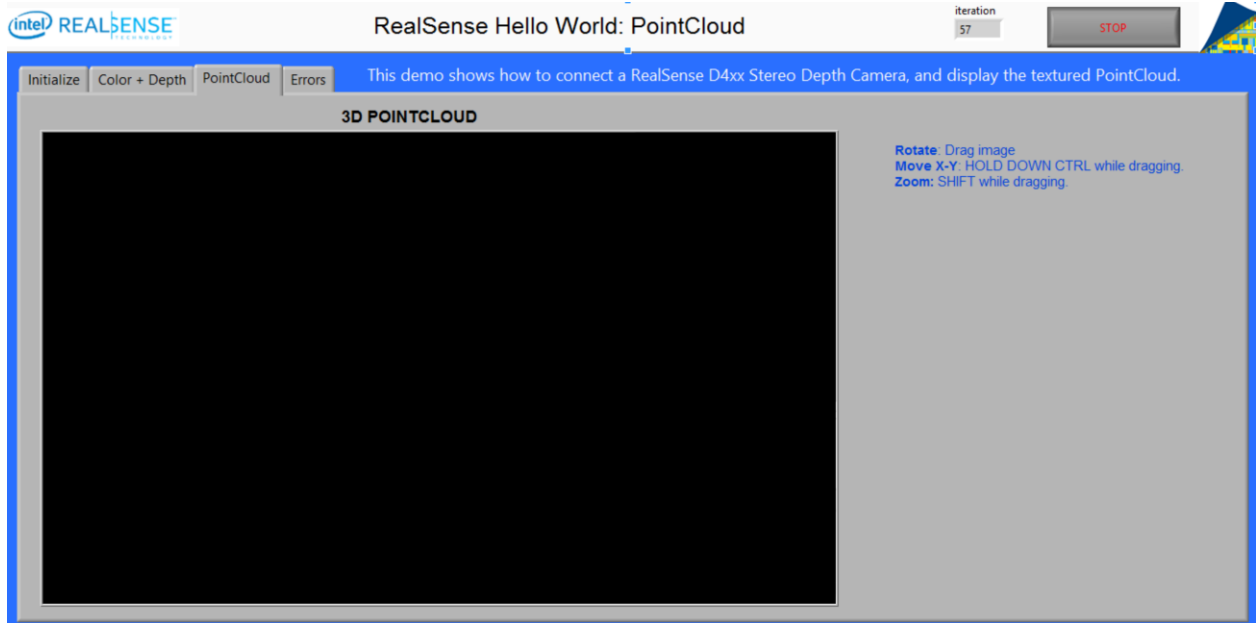 intel REALSENSE
TECHNOLOGY
RealSense Hello World: PointCloud
iteration
57
STOP
Initialize Color + Depth PointCloud Errors
This demo shows how to connect a RealSense D4xx Stereo Depth Camera, and display the textured PointCloud.
3D POINTCLOUD
Rotate: Drag image
Move X-Y: HOLD DOWN CTRL while dragging.
Zoom: SHIFT while dragging.